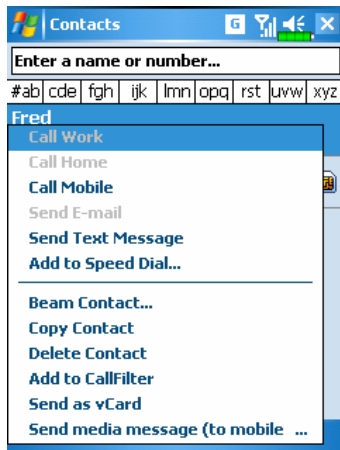 Contacts G
Enter a name or number...
#ab cde fgh ijk lmn opq rst uvw xyz
Fred
Call Work
Call Home
Call Mobile
Send E-mail
Send Text Message
Add to Speed Dial...
Beam Contact...
Copy Contact
Delete Contact
Add to CallFilter
Send as vCard
Send media message (to mobile ...